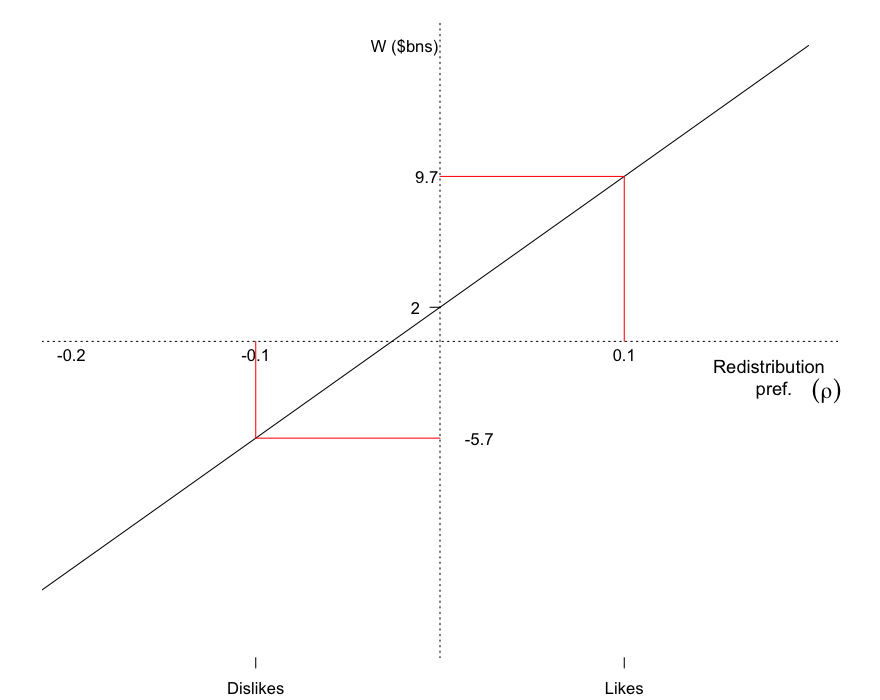 W ($bns)
9.7
2
-0.2
-0.1
0.1
Redistribution
pref. (ρ)
-5.7
Dislikes
Likes